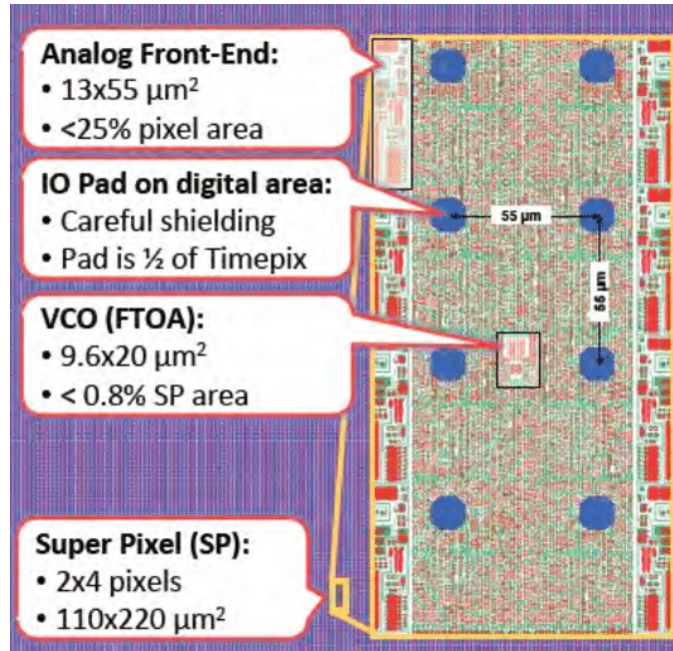 Analog Front-End:
• 13x55 µm²
• <25% pixel area
IO Pad on digital area:
• Careful shielding
• Pad is ½ of Timepix
55 µm
55 µm
VCO (FTOA):
• 9.6x20 µm²
• < 0.8% SP area
Super Pixel (SP):
• 2x4 pixels
• 110x220 µm²